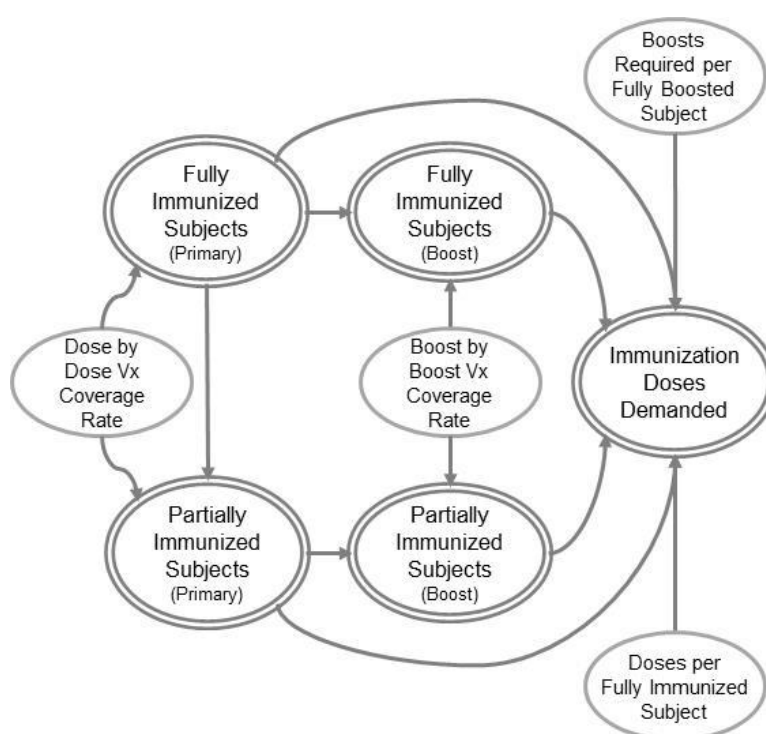 Boosts
Required per
Fully Boosted
Subject
Fully
Immunized
Subjects
(Primary)
Fully
Immunized
Subjects
(Boost)
Dose by
Dose Vx
Coverage
Rate
Boost by
Boost Vx
Coverage
Rate
Immunization
Doses
Demanded
Partially
Immunized
Subjects
(Primary)
Partially
Immunized
Subjects
(Boost)
Doses per
Fully Immunized
Subject